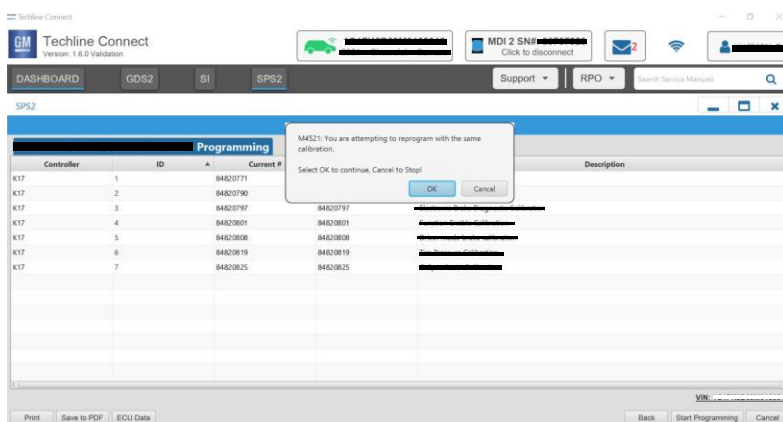 Techline Connect
GM
Techline Connect
Version: 1.6.0 Validation
MDI 2 SN#:
Click to disconnect
2
DASHBOARD GDS2 SI SPS2 Support RPO Search Service Manuals
SPS2
Programming
M4521: You are attempting to reprogram with the same
calibration.
Select OK to continue, Cancel to Stop!
OK Cancel
Controller ID Current # Description
K17 1 84820771
K17 2 84820790
K17 3 84820797 84820797
K17 4 84820801 84820801
K17 5 84820808 84820808
K17 6 84820819 84820819
K17 7 84820825 84820825
VIN:
Print Save to PDF ECU Data Back Start Programming Cancel